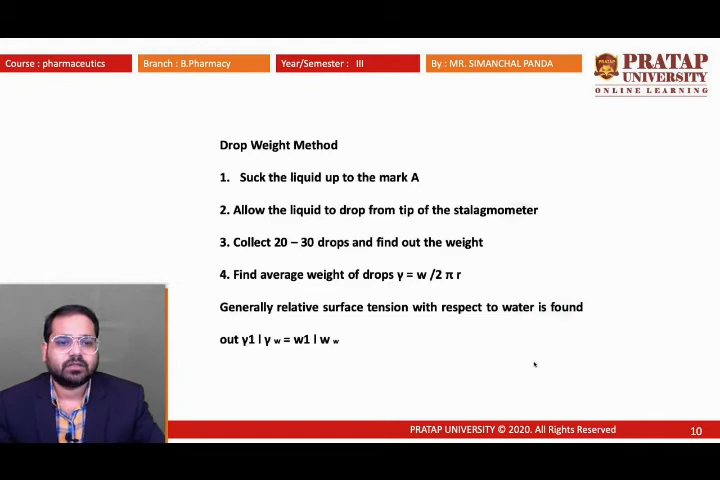 Course : pharmaceutics
Branch : B.Pharmacy
Year/Semester : III
By : MR. SIMANCHAL PANDA
PRATAP
PRATAP
UNIVERSITY
ONLINE LEARNING
Drop Weight Method
1. Suck the liquid up to the mark A
2. Allow the liquid to drop from tip of the stalagmometer
3. Collect 20 – 30 drops and find out the weight
4. Find average weight of drops γ = w /2 π r
Generally relative surface tension with respect to water is found
out γ1 l γ w = w1 l w w
PRATAP UNIVERSITY © 2020. All Rights Reserved
10